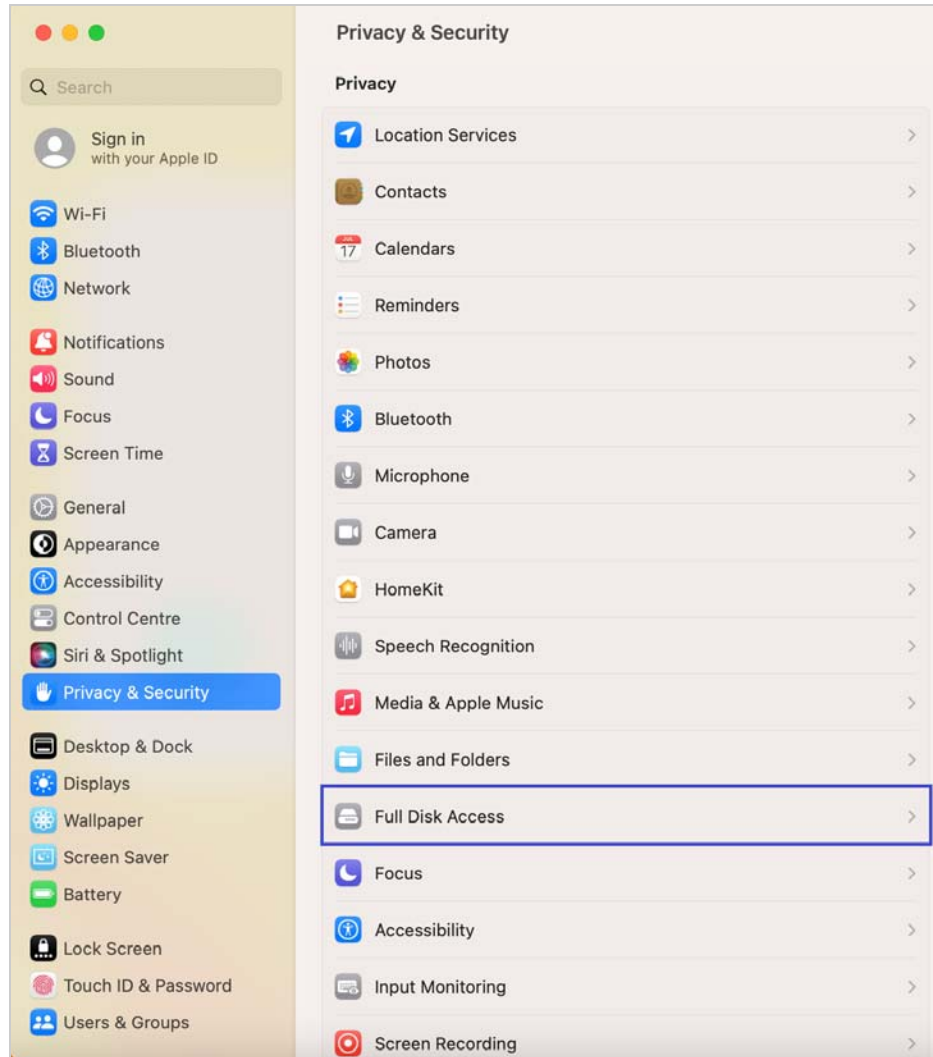 Search
Sign in
with your Apple ID
Wi-Fi
Bluetooth
Network
Notifications
Sound
Focus
Screen Time
General
Appearance
Accessibility
Control Centre
Siri & Spotlight
Privacy & Security
Desktop & Dock
Displays
Wallpaper
Screen Saver
Battery
Lock Screen
Touch ID & Password
Users & Groups
Privacy & Security
Privacy
Location Services
Contacts
17
Calendars
Reminders
Photos
Bluetooth
Microphone
Camera
HomeKit
Speech Recognition
Media & Apple Music
Files and Folders
Full Disk Access
Focus
Accessibility
Input Monitoring
Screen Recording